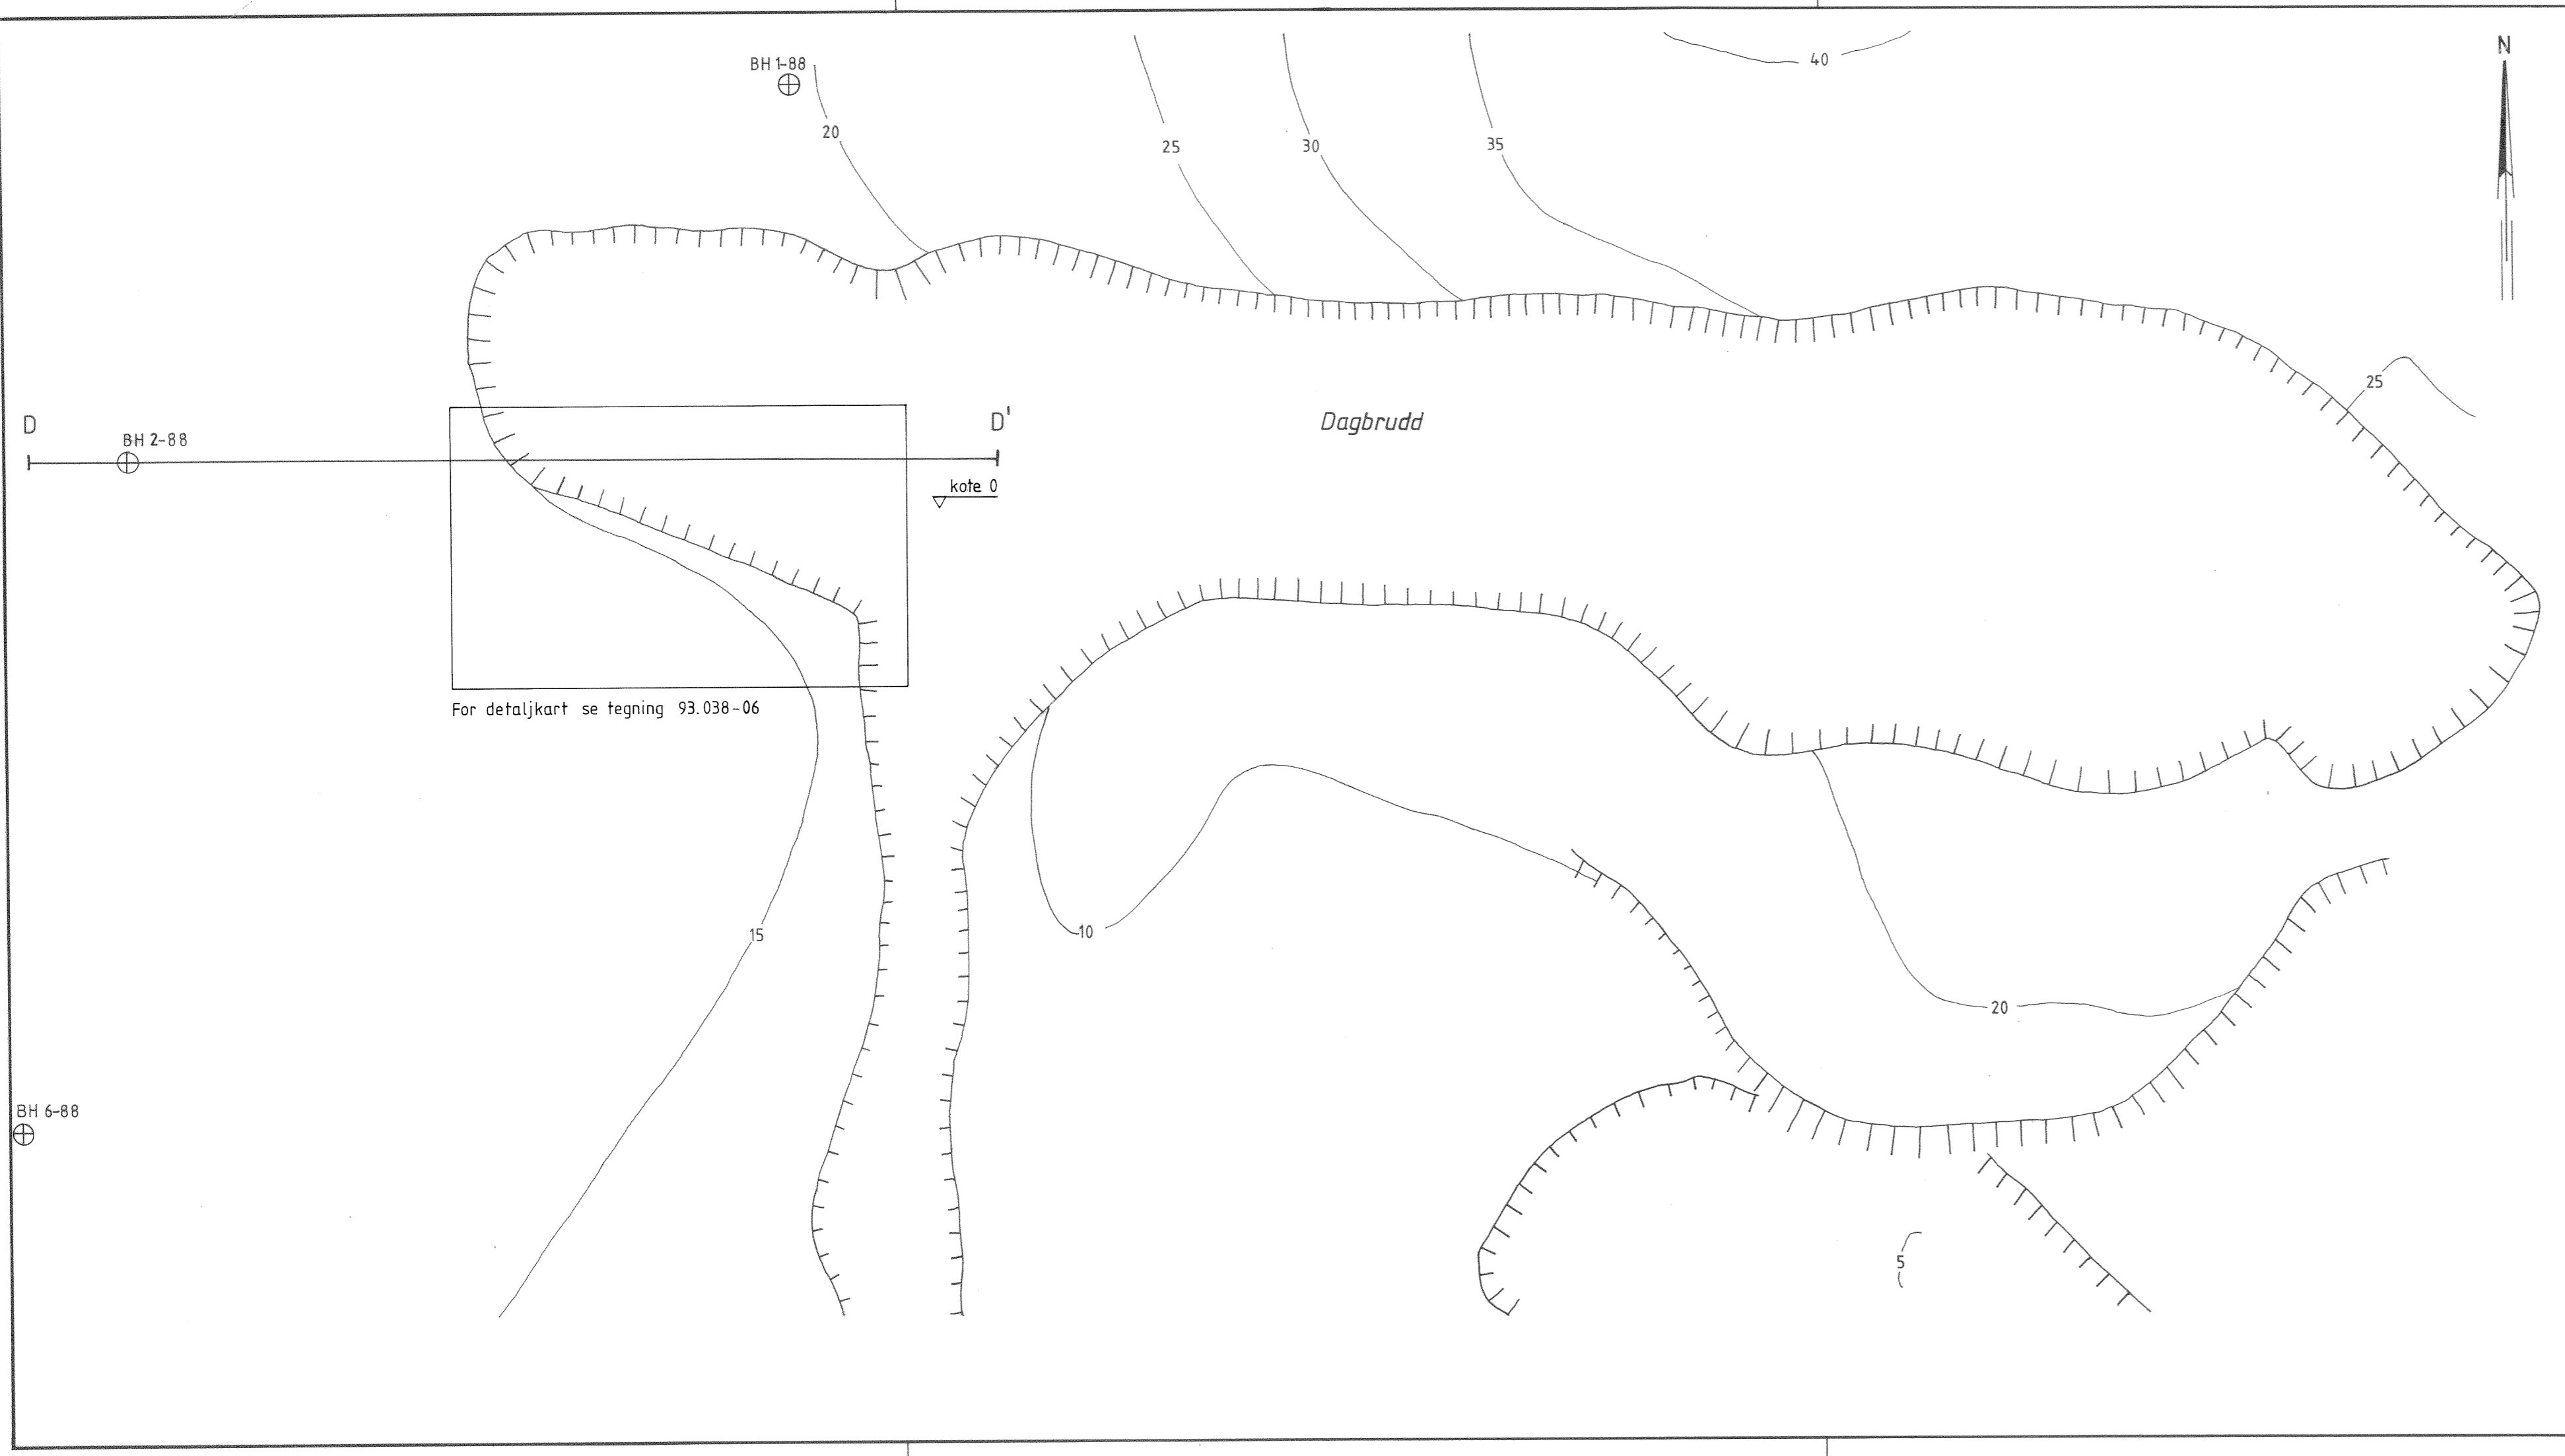 N
40
BH 1-88
20
25
30
35
25
D
BH 2-88
D'
Dagbrudd
kote 0
For detaljkart se tegning 93.038-06
15
10
20
BH 6-88
5